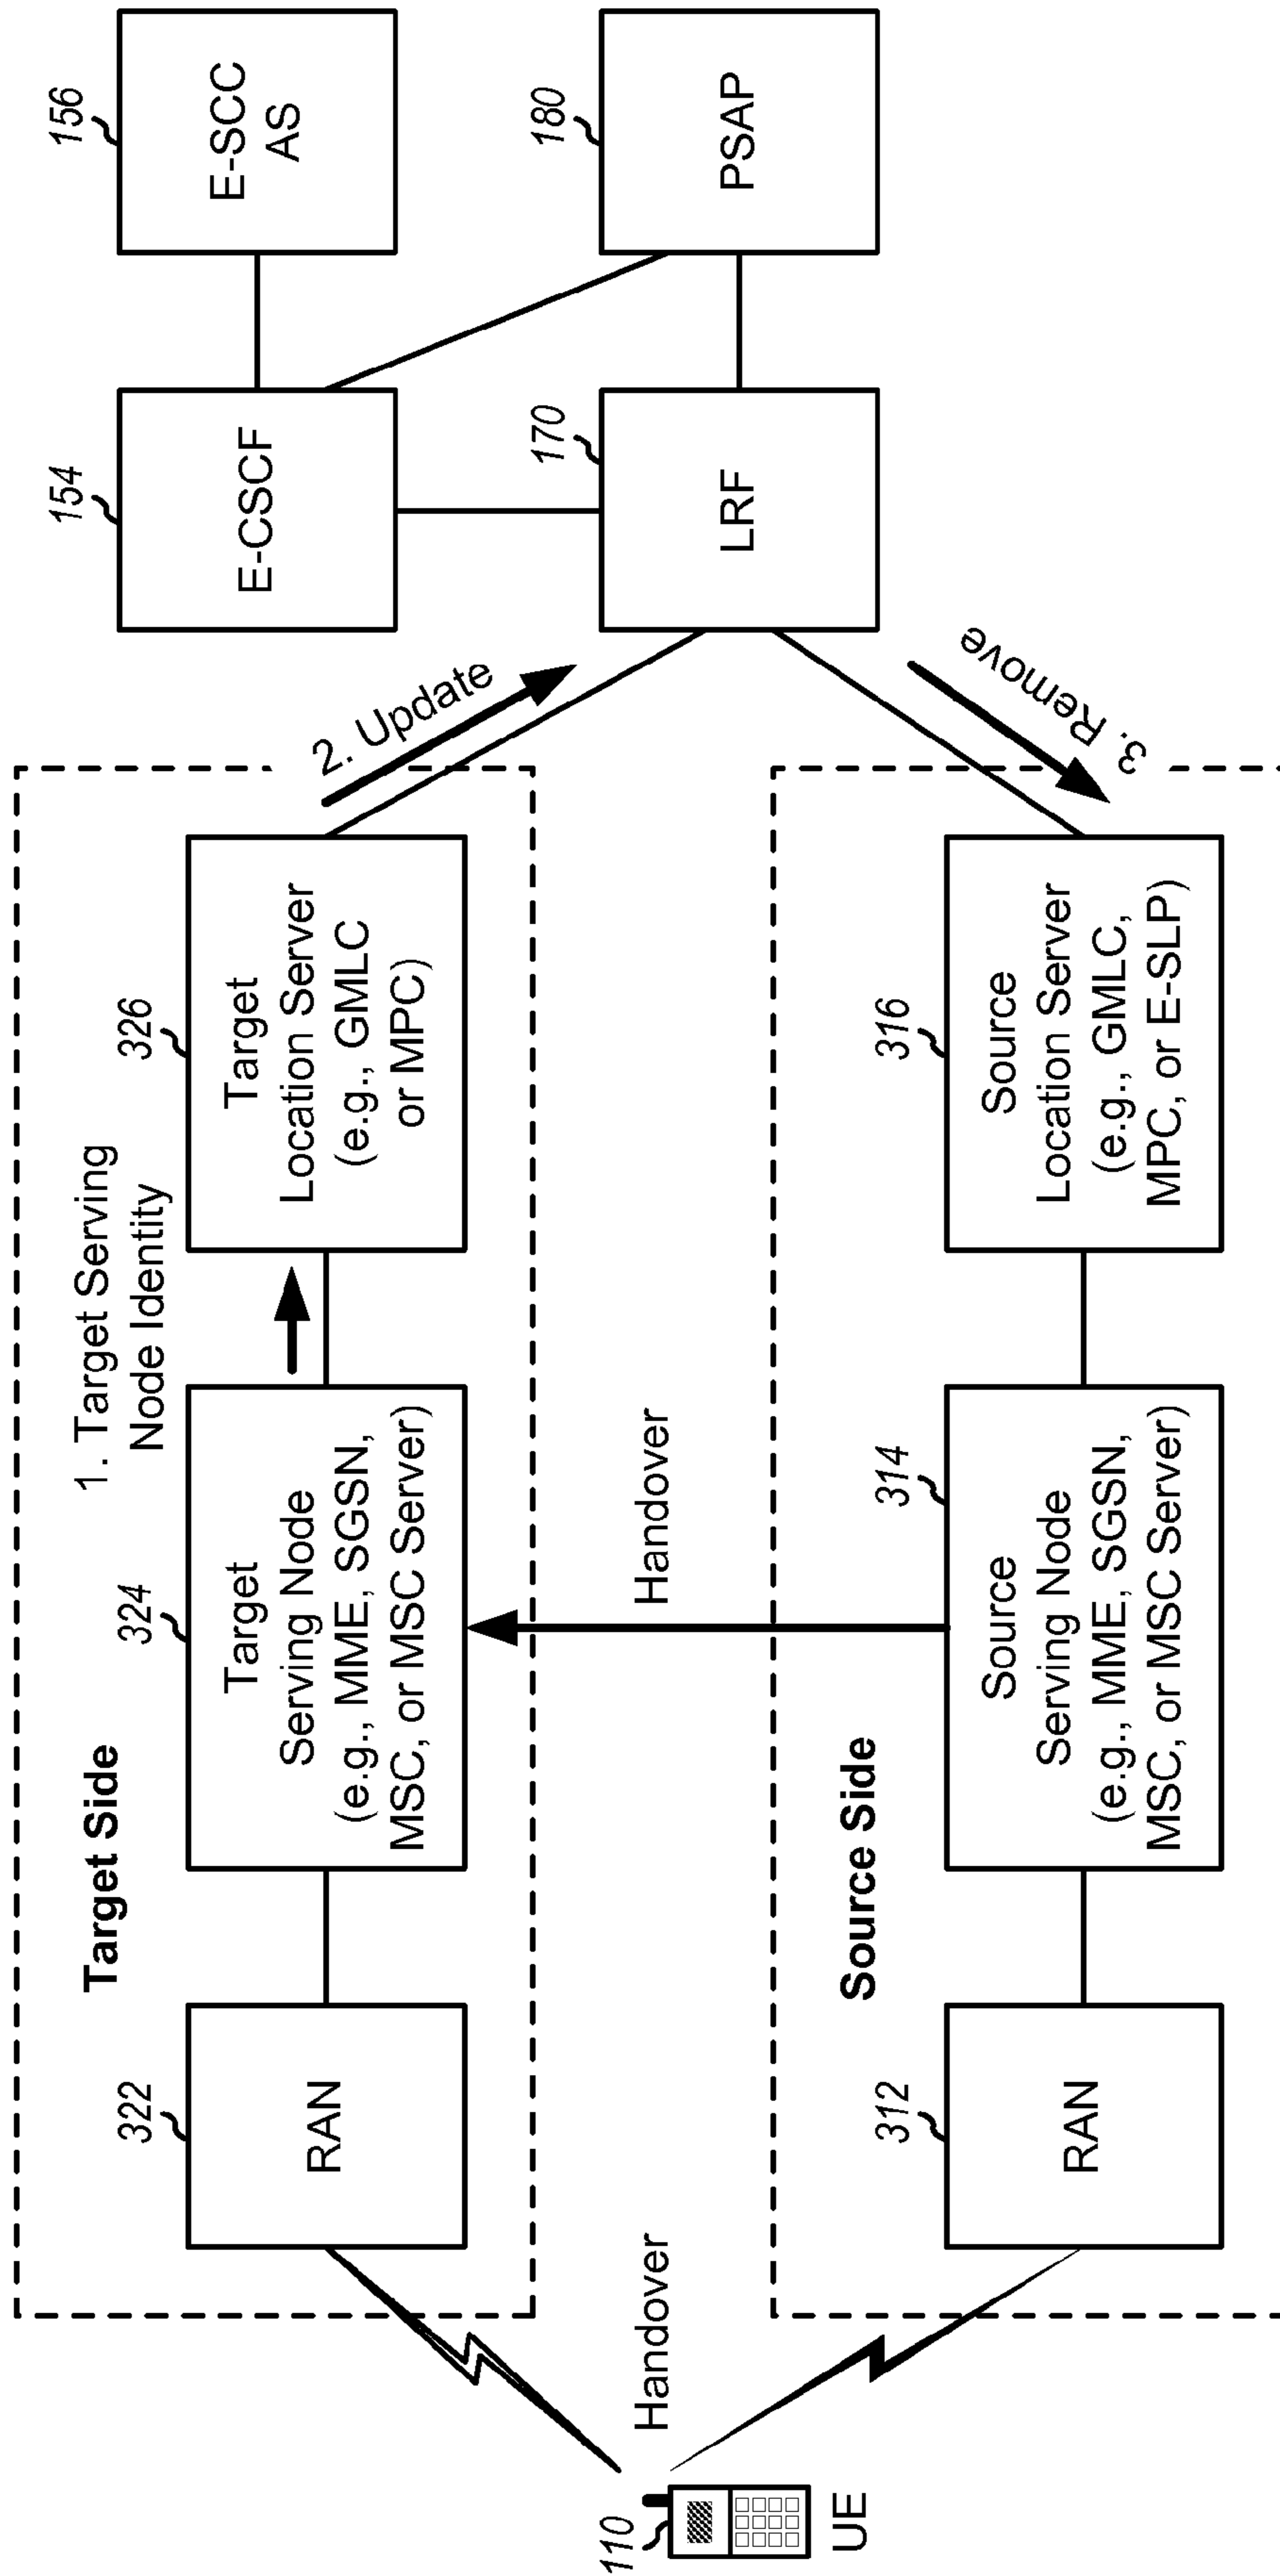 Target Side
1. Target Serving
Node Identity
2. Update
322
RAN
324
Target
Serving Node
(e.g., MME, SGSN,
MSC, or MSC Server)
326
Target
Location Server
(e.g., GMLC
or MPC)
154
E-CSCF
156
E-SCC
AS
170
LRF
180
PSAP
110
UE
Handover
Handover
Source Side
3. Remove
312
RAN
314
Source
Serving Node
(e.g., MME, SGSN,
MSC, or MSC Server)
316
Source
Location Server
(e.g., GMLC,
MPC, or E-SLP)